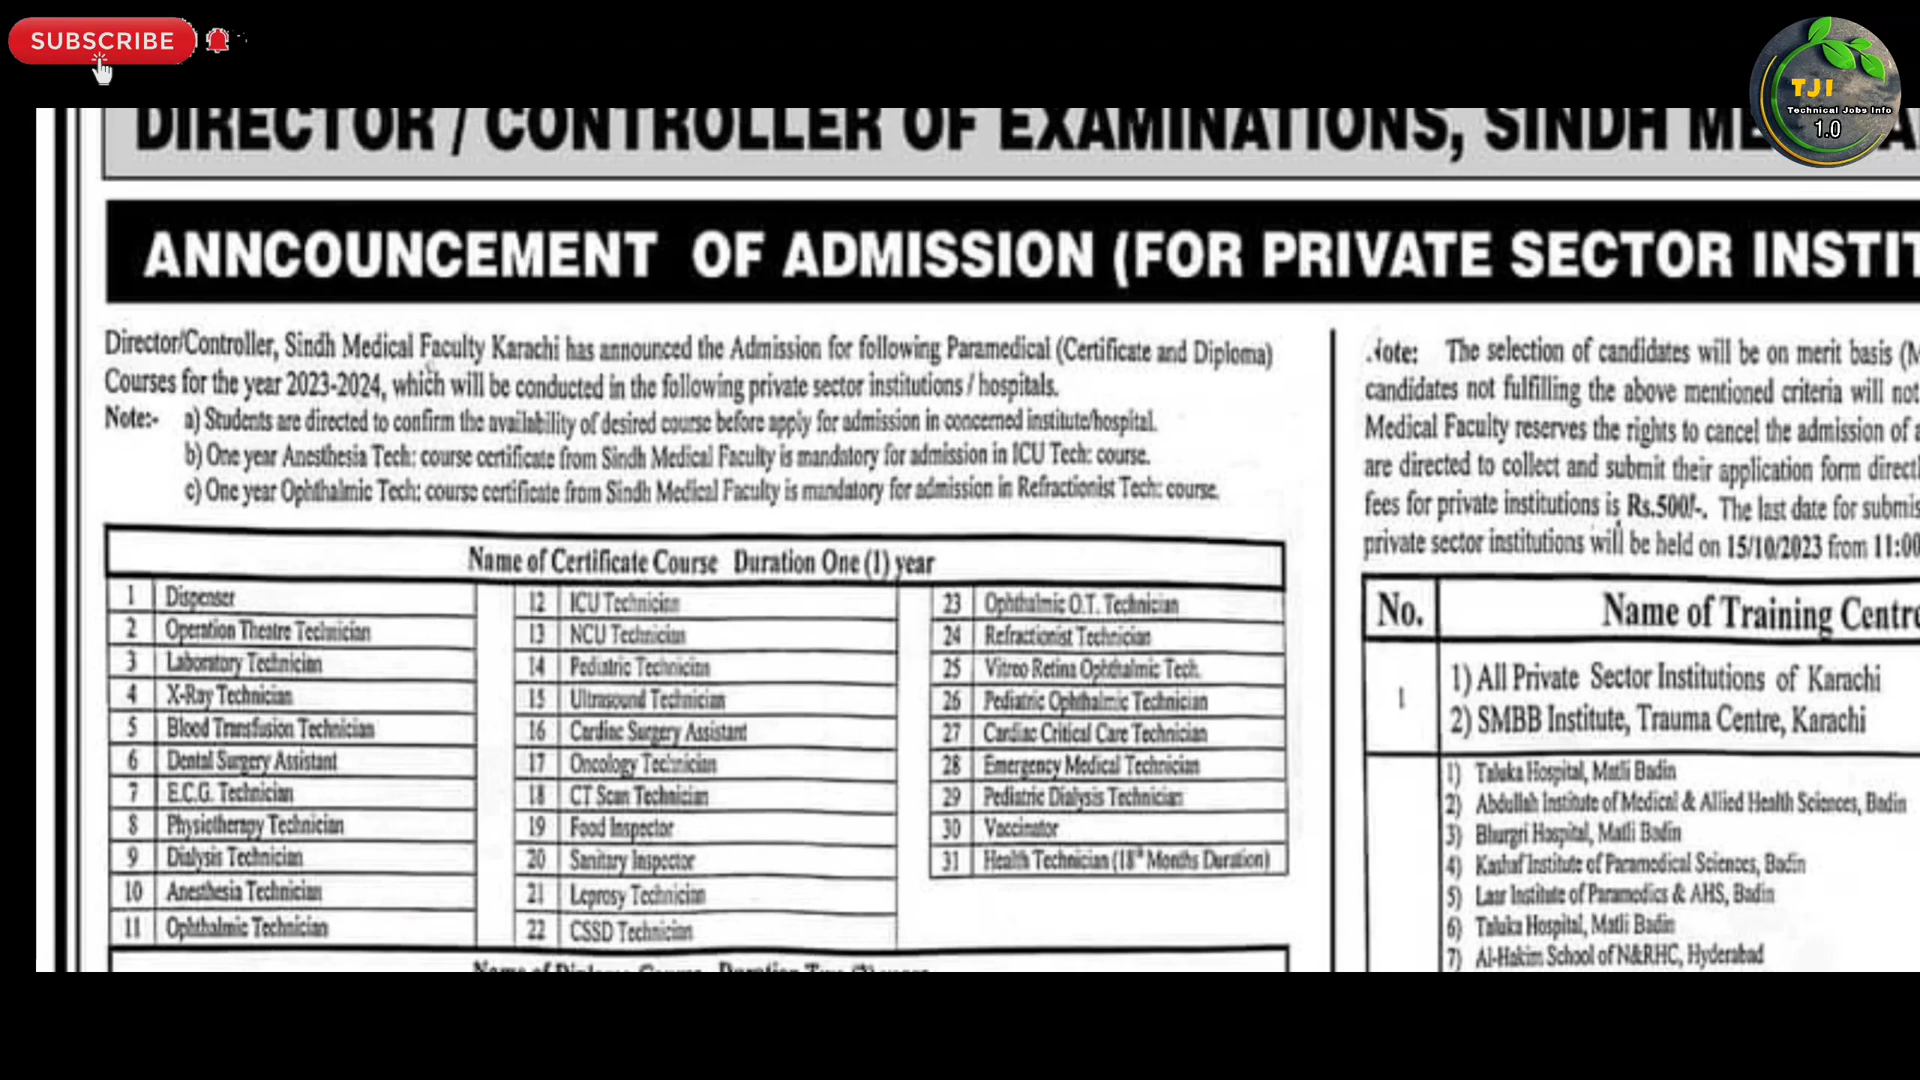 SUBSCRIBE
TJI
Technical Jobs Info
1.0
DIRECTOR / CONTROLLER OF EXAMINATIONS, SINDH
ANNCOUNCEMENT OF ADMISSION (FOR PRIVATE SECTOR INSTIT
Director/Controller, Sindh Medical Faculty Karachi has announced the Admission for following Paramedical (Certificate and Diploma)
Courses for the year 2023-2024, which will be conducted in the following private sector institutions / hospitals.
Note:- a) Students are directed to confirm the availability of desired course before apply for admission in concerned institute/hospital.
b) One year Anesthesia Tech: course certificate from Sindh Medical Faculty is mandatory for admission in ICU Tech: course.
c) One year Ophthalmic Tech: course certificate from Sindh Medical Faculty is mandatory for admission in Refractionist Tech: course.
Name of Certificate Course Duration One (1) year
1 Dispenser
2 Operation Theatre Technician
3 Laboratory Technician
4 X-Ray Technician
5 Blood Transfusion Technician
6 Dental Surgery Assistant
7 E.C.G. Technician
8 Physiotherapy Technician
9 Dialysis Technician
10 Anesthesia Technician
11 Ophthalmic Technician
12 ICU Technician
13 NCU Technician
14 Pediatric Technician
15 Ultrasound Technician
16 Cardiac Surgery Assistant
17 Oncology Technician
18 CT Scan Technician
19 Food Inspector
20 Sanitary Inspector
21 Leprosy Technician
22 CSSD Technician
23 Ophthalmic O.T. Technician
24 Refractionist Technician
25 Vitreo Retina Ophthalmic Tech.
26 Pediatric Ophthalmic Technician
27 Cardiac Critical Care Technician
28 Emergency Medical Technician
29 Pediatric Dialysis Technician
30 Vaccinator
31 Health Technician (18th Months Duration)
Note: The selection of candidates will be on merit basis (M
candidates not fulfilling the above mentioned criteria will not
Medical Faculty reserves the rights to cancel the admission of a
are directed to collect and submit their application form direct
fees for private institutions is Rs.500/-. The last date for submis
private sector institutions will be held on 15/10/2023 from 11:00
No. Name of Training Centre
1
1) All Private Sector Institutions of Karachi
2) SMBB Institute, Trauma Centre, Karachi
1) Taluka Hospital, Matli Badin
2) Abdullah Institute of Medical & Allied Health Sciences, Badin
3) Bhurgri Hospital, Matli Badin
4) Kashaf Institute of Paramedical Sciences, Badin
5) Laar Institute of Paramedics & AHS, Badin
6) Taluka Hospital, Matli Badin
7) Al-Hakim School of N&RHC, Hyderabad